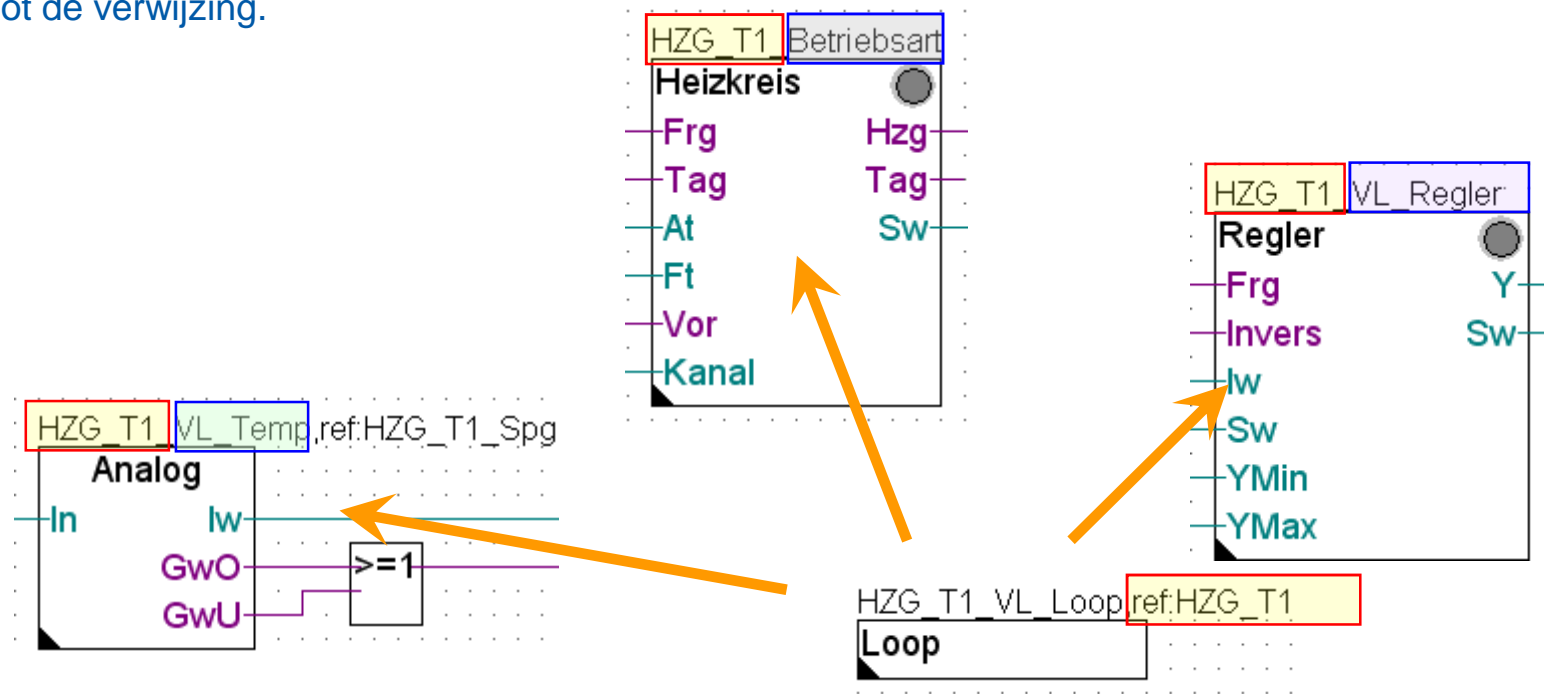 ot de verwijzing.
HZG_T1_Betriebsart
Heizkreis
Frg Hzg
Tag Tag
At Sw
Ft
Vor
Kanal
HZG_T1_VL_Regler
Regler
Frg Y
Invers Sw
Iw
Sw
YMin
YMax
HZG_T1_VL_Temp,ref:HZG_T1_Spg
Analog
In Iw
GwO
GwU
>=1
HZG_T1_VL_Loop,ref:HZG_T1
Loop